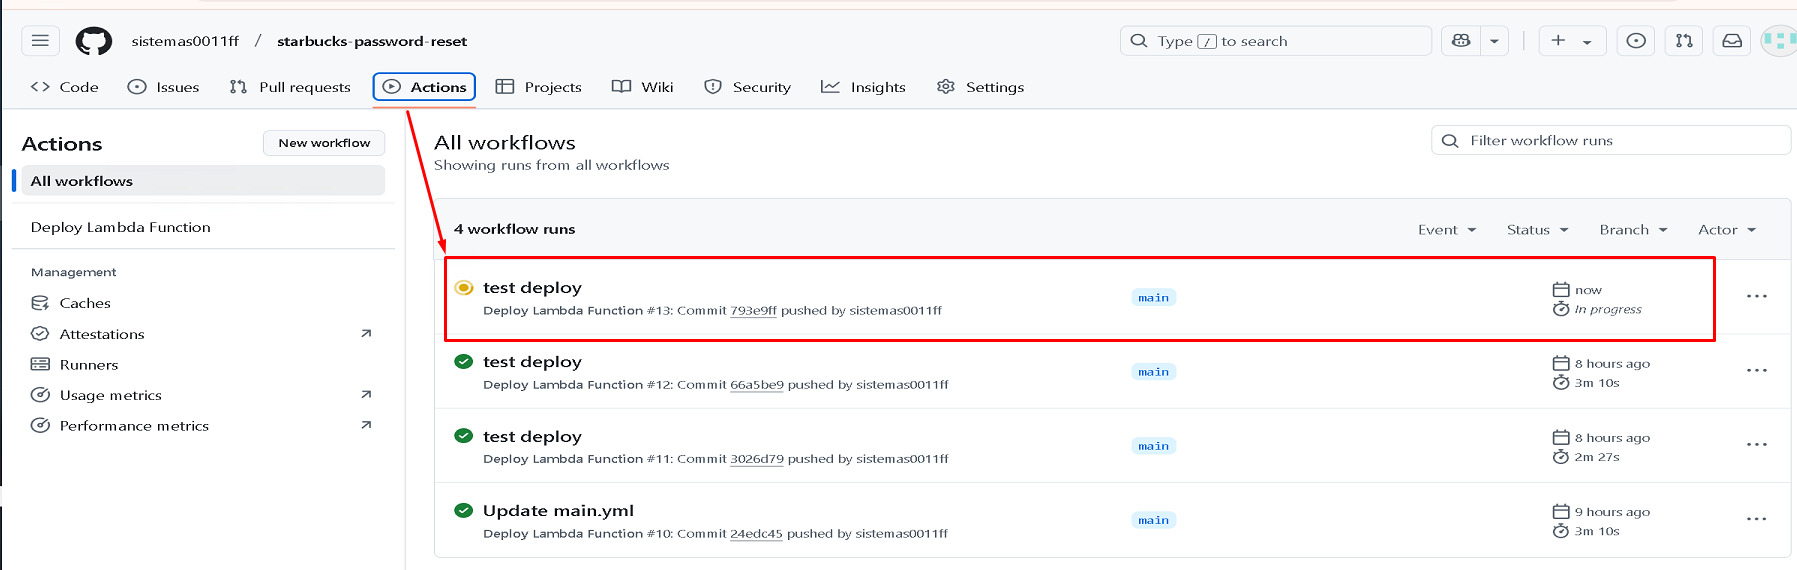 sistemas0011ff / starbucks-password-reset
Type / to search
Code
Issues
Pull requests
Actions
Projects
Wiki
Security
Insights
Settings
Actions
New workflow
All workflows
Deploy Lambda Function
Management
Caches
Attestations
Runners
Usage metrics
Performance metrics
All workflows
Showing runs from all workflows
Filter workflow runs
4 workflow runs
Event
Status
Branch
Actor
test deploy
Deploy Lambda Function #13: Commit 793e9ff pushed by sistemas0011ff
main
now
In progress
test deploy
Deploy Lambda Function #12: Commit 66a5be9 pushed by sistemas0011ff
main
8 hours ago
3m 10s
test deploy
Deploy Lambda Function #11: Commit 3026d79 pushed by sistemas0011ff
main
8 hours ago
2m 27s
Update main.yml
Deploy Lambda Function #10: Commit 24edc45 pushed by sistemas0011ff
main
9 hours ago
3m 10s